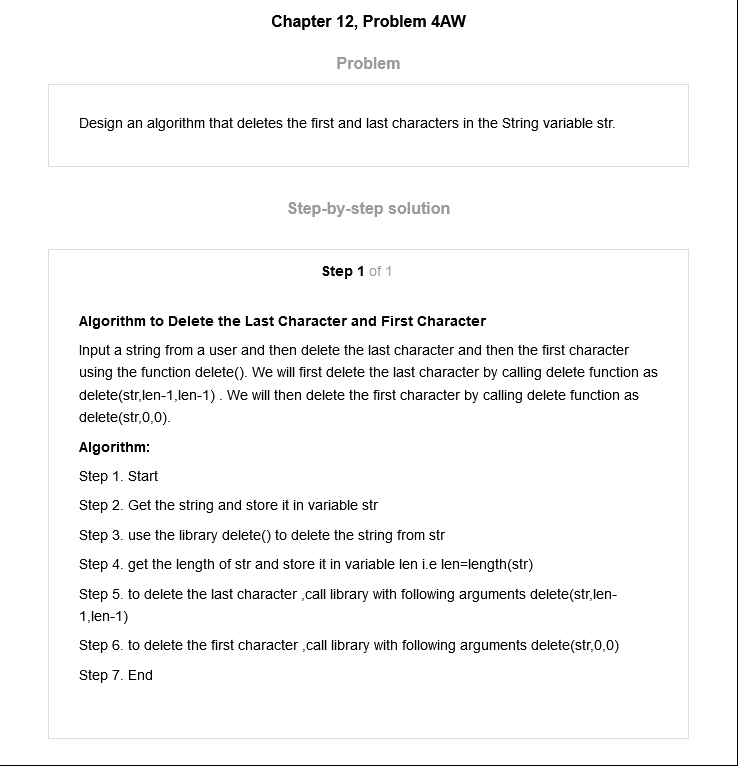 Chapter 12, Problem 4AW
Problem
Design an algorithm that deletes the first and last characters in the String variable str.
Step-by-step solution
Step 1 of 1
Algorithm to Delete the Last Character and First Character
Input a string from a user and then delete the last character and then the first character
using the function delete(). We will first delete the last character by calling delete function as
delete(str,len-1,len-1) . We will then delete the first character by calling delete function as
delete(str,0,0).
Algorithm:
Step 1. Start
Step 2. Get the string and store it in variable str
Step 3. use the library delete() to delete the string from str
Step 4. get the length of str and store it in variable len i.e len=length(str)
Step 5. to delete the last character ,call library with following arguments delete(str,len-
1,len-1)
Step 6. to delete the first character ,call library with following arguments delete(str,0,0)
Step 7. End